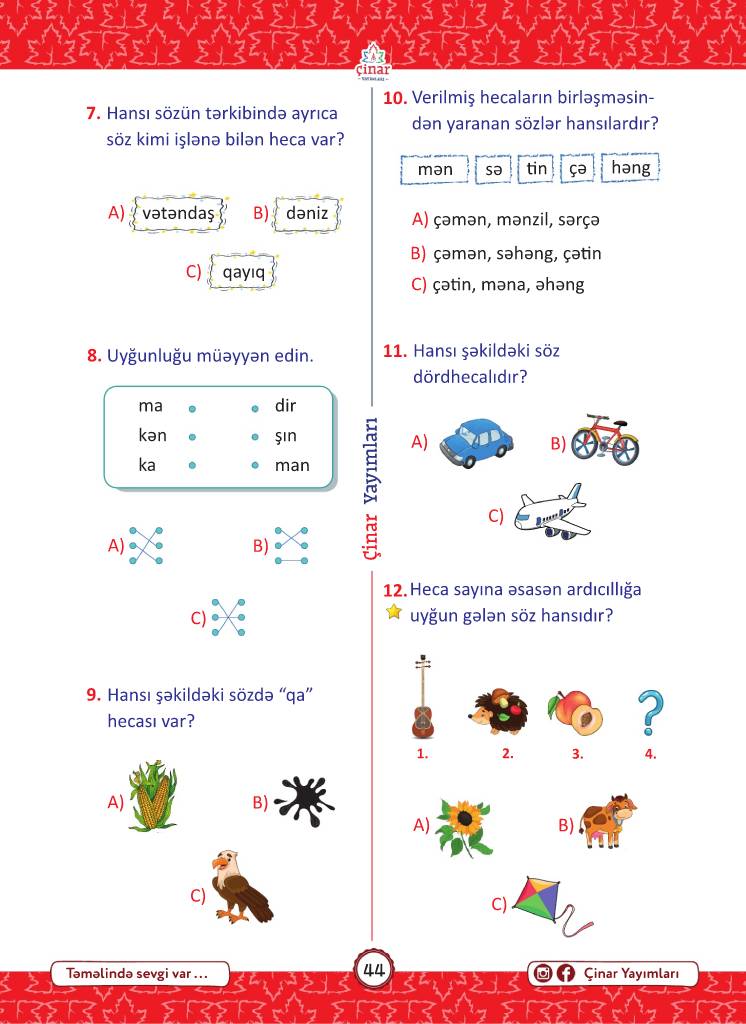 çinar
YAYIMLARI
7. Hansı sözün tərkibində ayrıca
söz kimi işlənə bilən heca var?
A) vətəndaş B) dəniz
C) qayıq
8. Uyğunluğu müəyyən edin.
ma dir
kən şın
ka man
A) B)
C)
9. Hansı şəkildəki sözdə “qa”
hecası var?
A) B)
C)
Çinar Yayımları
10. Verilmiş hecaların birləşməsin-
dən yaranan sözlər hansılardır?
mən sə tin çə həng
A) çəmən, mənzil, sərçə
B) çəmən, səhəng, çətin
C) çətin, məna, əhəng
11. Hansı şəkildəki söz
dördhecalıdır?
A) B)
C)
12. Heca sayına əsasən ardıcıllığa
uyğun gələn söz hansıdır?
?
1. 2. 3. 4.
A) B)
C)
Təməlində sevgi var...
44
Çinar Yayımları